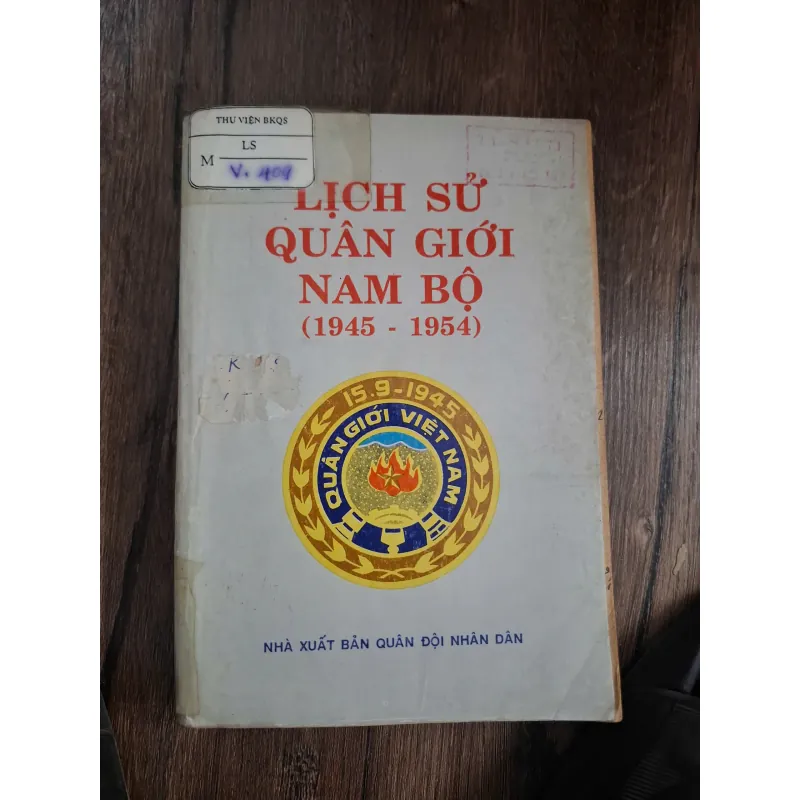 THƯ VIỆN BKQS
LS
M
V. 409
LỊCH SỬ
QUÂN GIỚI
NAM BỘ
(1945 - 1954)
K
15.9-1945
QUÂN GIỚI VIỆT NAM
NHÀ XUẤT BẢN QUÂN ĐỘI NHÂN DÂN